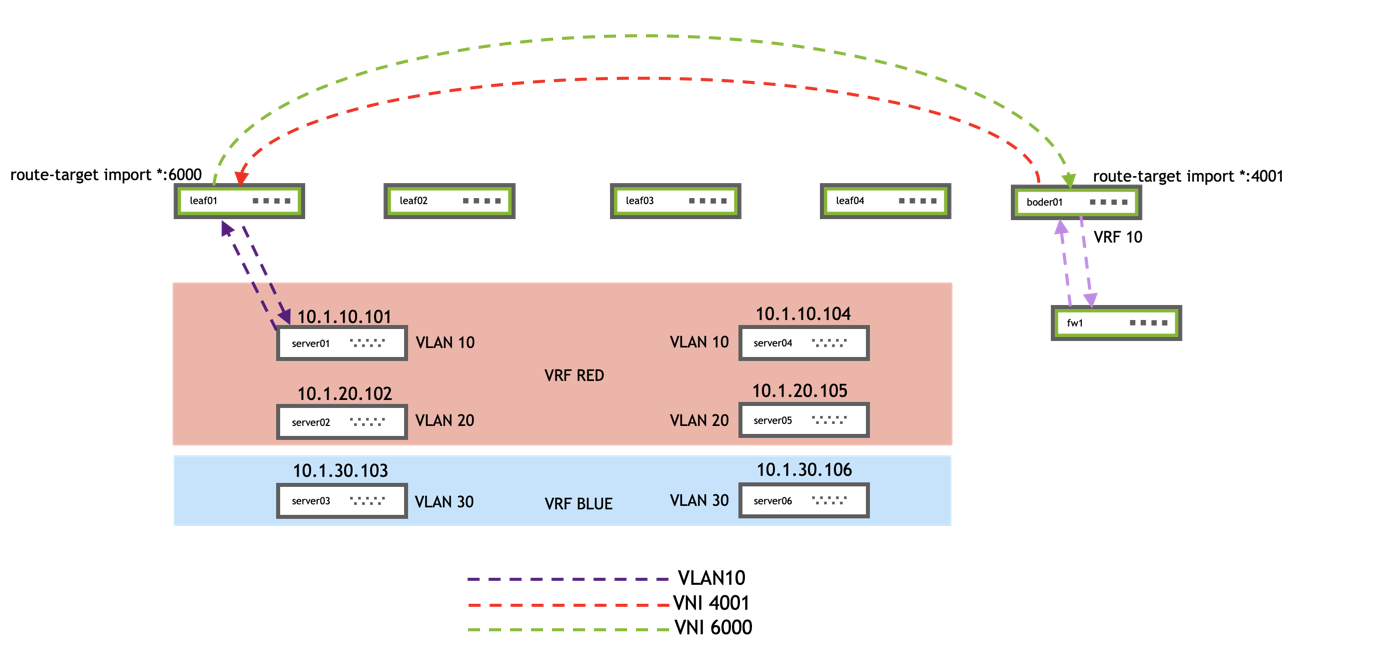 route-target import *:6000
route-target import *:4001
leaf01
leaf02
leaf03
leaf04
boder01
VRF 10
10.1.10.101
10.1.10.104
fw1
server01
VLAN 10
VLAN 10
server04
VRF RED
10.1.20.102
10.1.20.105
server02
VLAN 20
VLAN 20
server05
10.1.30.103
10.1.30.106
server03
VLAN 30
VRF BLUE
VLAN 30
server06
VLAN10
VNI 4001
VNI 6000